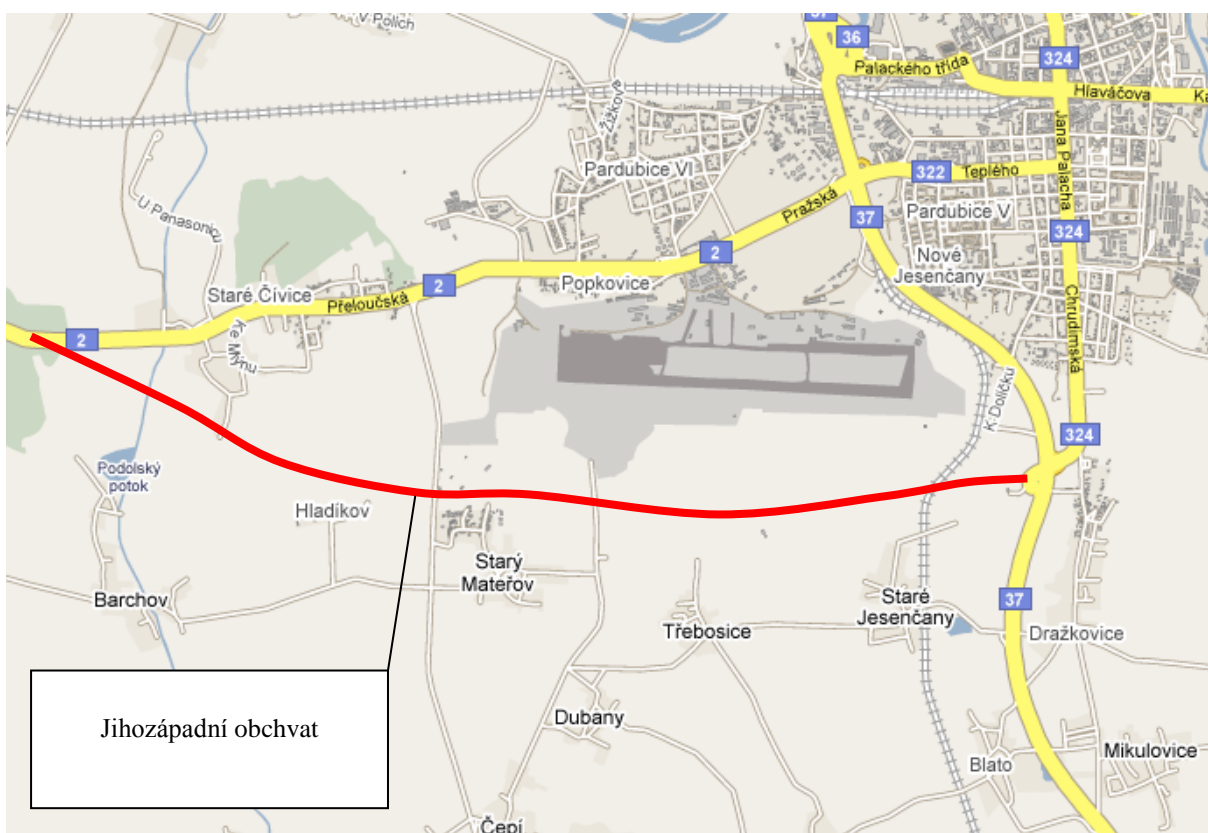 V Polích
37
36
Palackého třída
324
Hlaváčova
Ka
Žižkova
Jana Palacha
Pardubice VI
322
Teplého
U Panasonicu
Pražská
37
Pardubice V
324
2
Nové
Jesenčany
Staré Čívice
2
Popkovice
Přeloučská
Chrudimská
2
Ke Mlýnu
K Dolíčku
324
Podolský
potok
Hladíkov
Starý
Mateřov
Barchov
Staré
Jesenčany
37
Třebosice
Dražkovice
Jihozápadní obchvat
Dubany
Mikulovice
Blato
Čepí